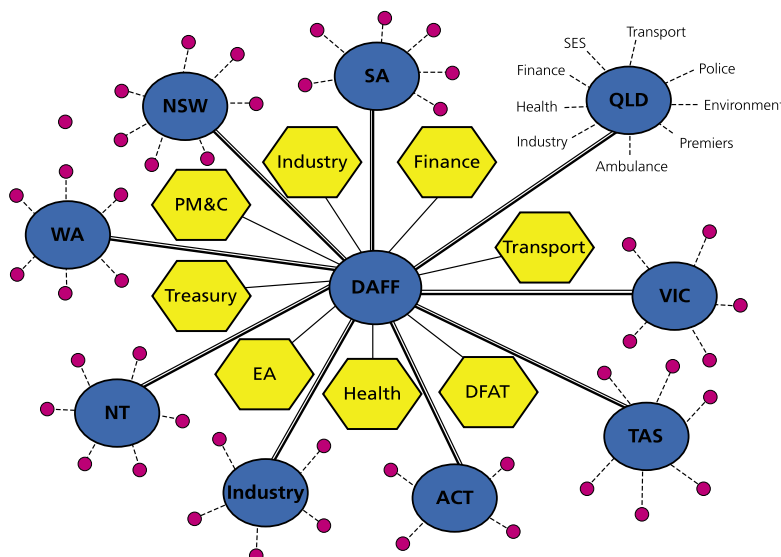 SA
SES
Transport
Finance
Police
NSW
QLD
Health
Environment
Industry
Premiers
Ambulance
Industry
Finance
PM&C
WA
Transport
DAFF
Treasury
VIC
EA
Health
DFAT
NT
TAS
Industry
ACT